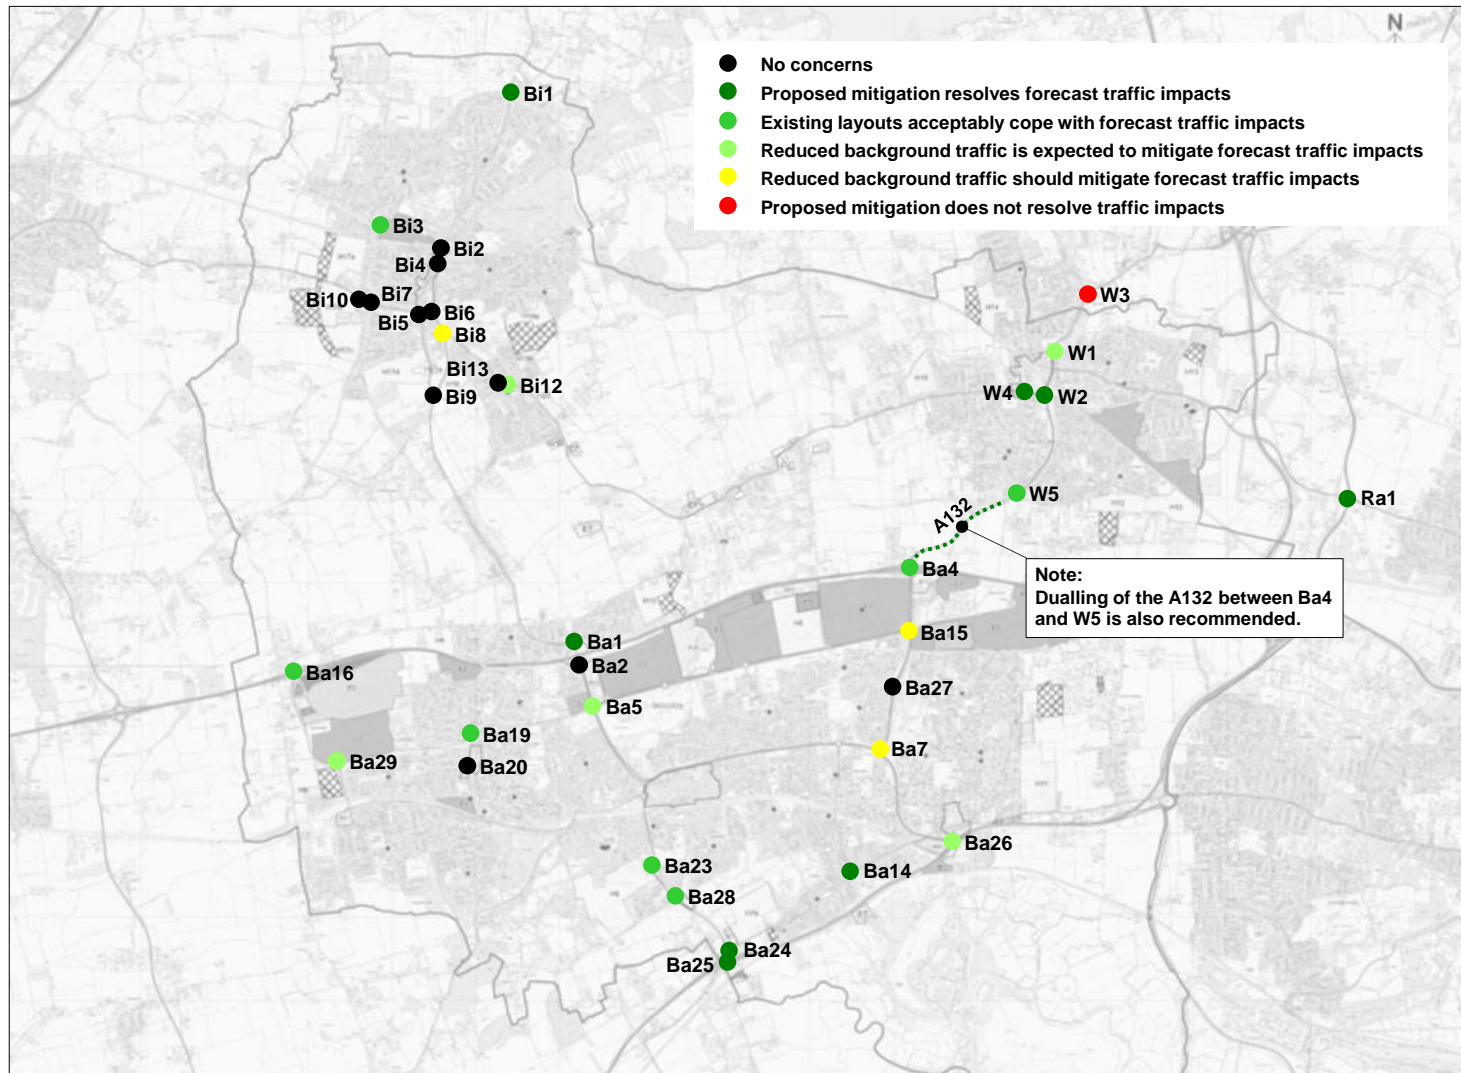 N
No concerns
Proposed mitigation resolves forecast traffic impacts
Existing layouts acceptably cope with forecast traffic impacts
Reduced background traffic is expected to mitigate forecast traffic impacts
Reduced background traffic should mitigate forecast traffic impacts
Proposed mitigation does not resolve traffic impacts
Bi1
Bi3
Bi2
Bi4
Bi10
Bi7
Bi6
Bi5
Bi8
Bi13
Bi12
Bi9
W3
W1
W4
W2
W5
Ra1
A132
Ba4
Note:
Dualling of the A132 between Ba4
and W5 is also recommended.
Ba15
Ba1
Ba2
Ba16
Ba27
Ba5
Ba19
Ba7
Ba29
Ba20
Ba26
Ba23
Ba14
Ba28
Ba24
Ba25